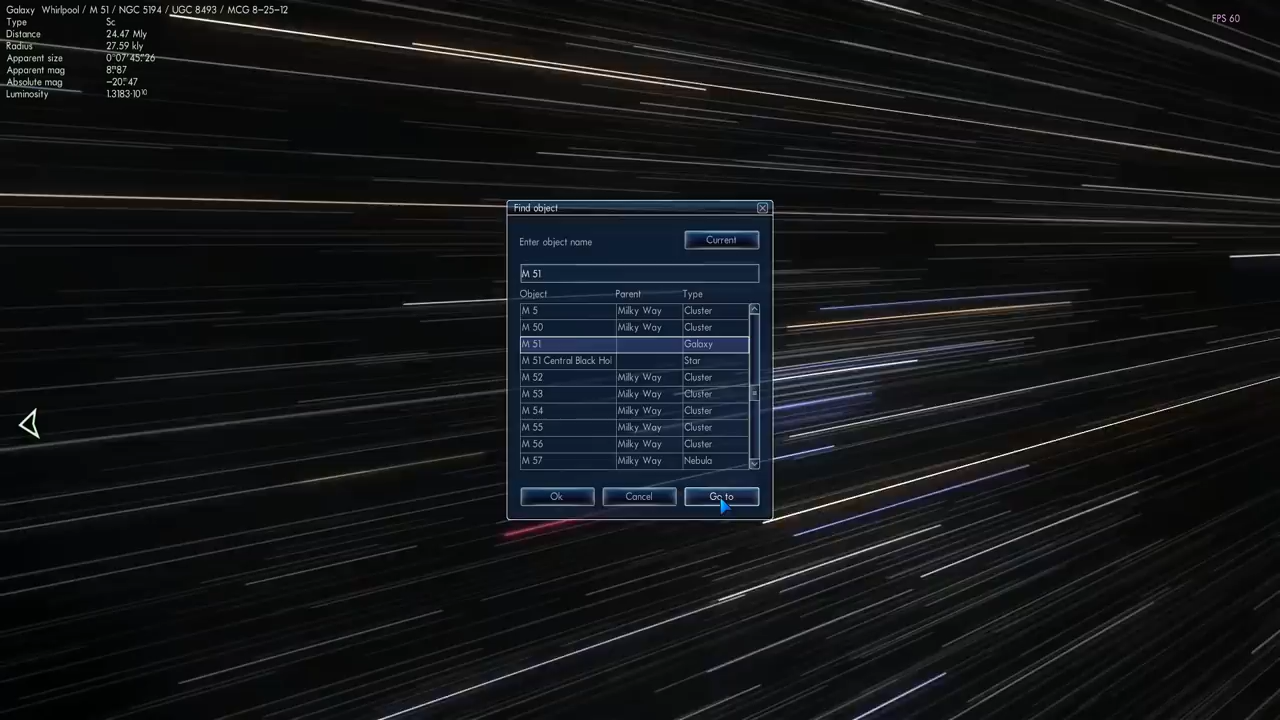 Galaxy Whirlpool / M 51 / NGC 5194 / UGC 8493 / MCG 8-25-12
Type Sc
Distance 24.47 Mly
Radius 27.59 kly
Apparent size 0°07'45."26
Apparent mag 8.ᵐ87
Absolute mag -20.ᵐ47
Luminosity 1.3183·10¹⁰
FPS 60
Find object
Enter object name
Current
M 51
Object Parent Type
M 5 Milky Way Cluster
M 50 Milky Way Cluster
M 51 Galaxy
M 51 Central Black Hol Star
M 52 Milky Way Cluster
M 53 Milky Way Cluster
M 54 Milky Way Cluster
M 55 Milky Way Cluster
M 56 Milky Way Cluster
M 57 Milky Way Nebula
Ok Cancel Go to